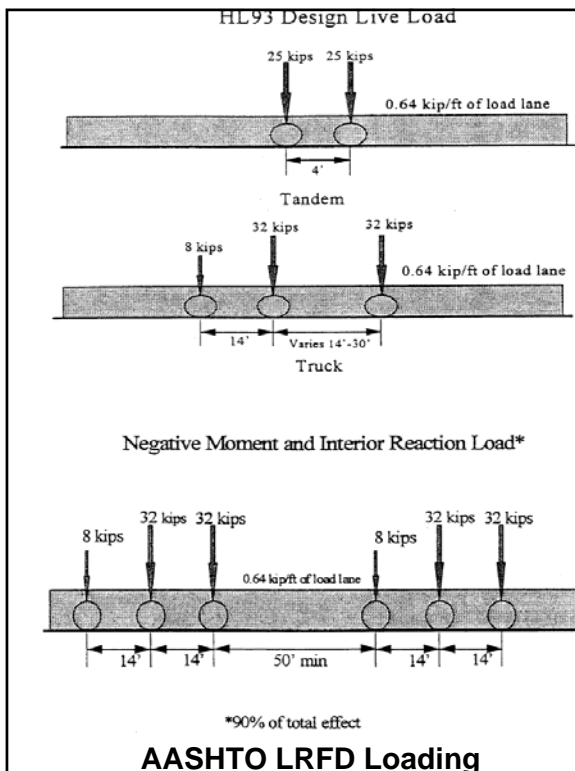 HL93 Design Live Load
25 kips 25 kips
0.64 kip/ft of load lane
4'
Tandem
32 kips 32 kips
8 kips
0.64 kip/ft of load lane
14' Varies 14'-30'
Truck
Negative Moment and Interior Reaction Load*
32 kips 32 kips 32 kips 32 kips
8 kips 8 kips
0.64 kip/ft of load lane
14' 14' 50' min 14' 14'
*90% of total effect
AASHTO LRFD Loading